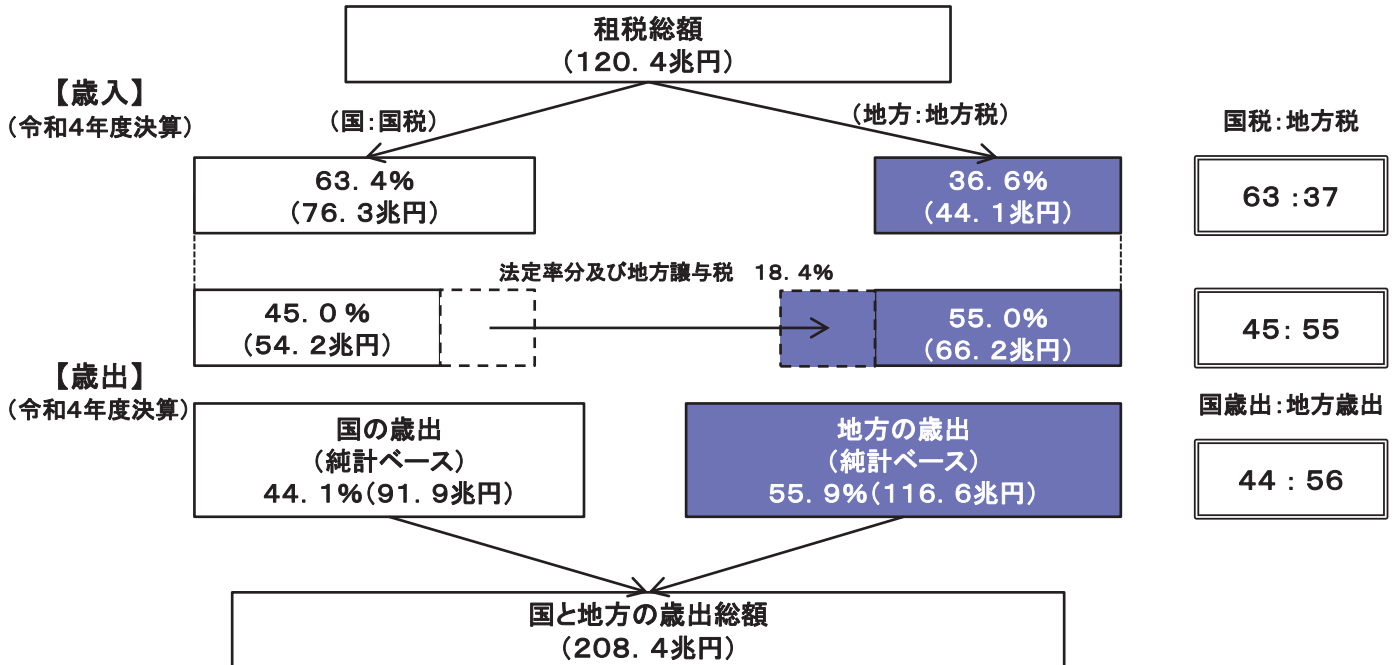 租税総額
(120.4兆円)
【歳入】
(令和4年度決算)
(国:国税)
(地方:地方税)
国税:地方税
63.4%
(76.3兆円)
36.6%
(44.1兆円)
63:37
法定率分及び地方譲与税 18.4%
45.0%
(54.2兆円)
55.0%
(66.2兆円)
45:55
【歳出】
(令和4年度決算)
国歳出:地方歳出
国の歳出
(純計ベース)
44.1%(91.9兆円)
地方の歳出
(純計ベース)
55.9%(116.6兆円)
44:56
国と地方の歳出総額
(208.4兆円)